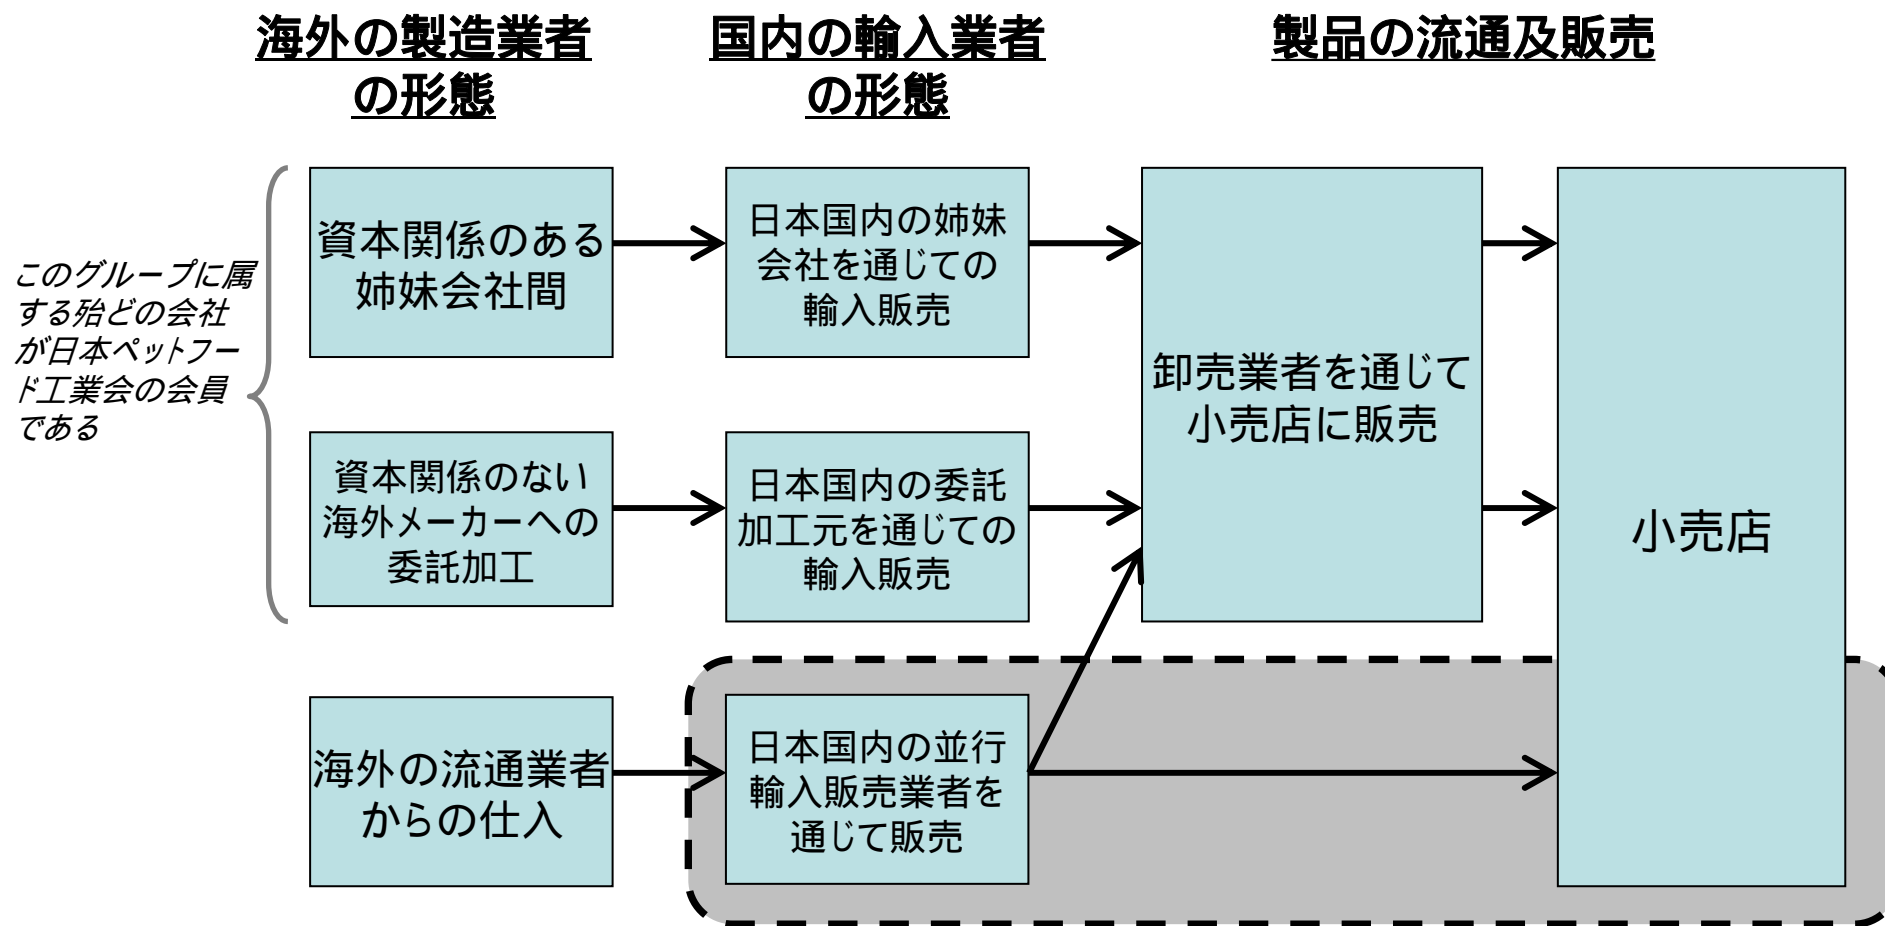 海外の製造業者
の形態
国内の輸入業者
の形態
製品の流通及販売
このグループに属
する殆どの会社
が日本ペットフー
ド工業会の会員
である
資本関係のある
姉妹会社間
日本国内の姉妹
会社を通じての
輸入販売
卸売業者を通じて
小売店に販売
小売店
資本関係のない
海外メーカーへの
委託加工
日本国内の委託
加工元を通じての
輸入販売
海外の流通業者
からの仕入
日本国内の並行
輸入販売業者を
通じて販売